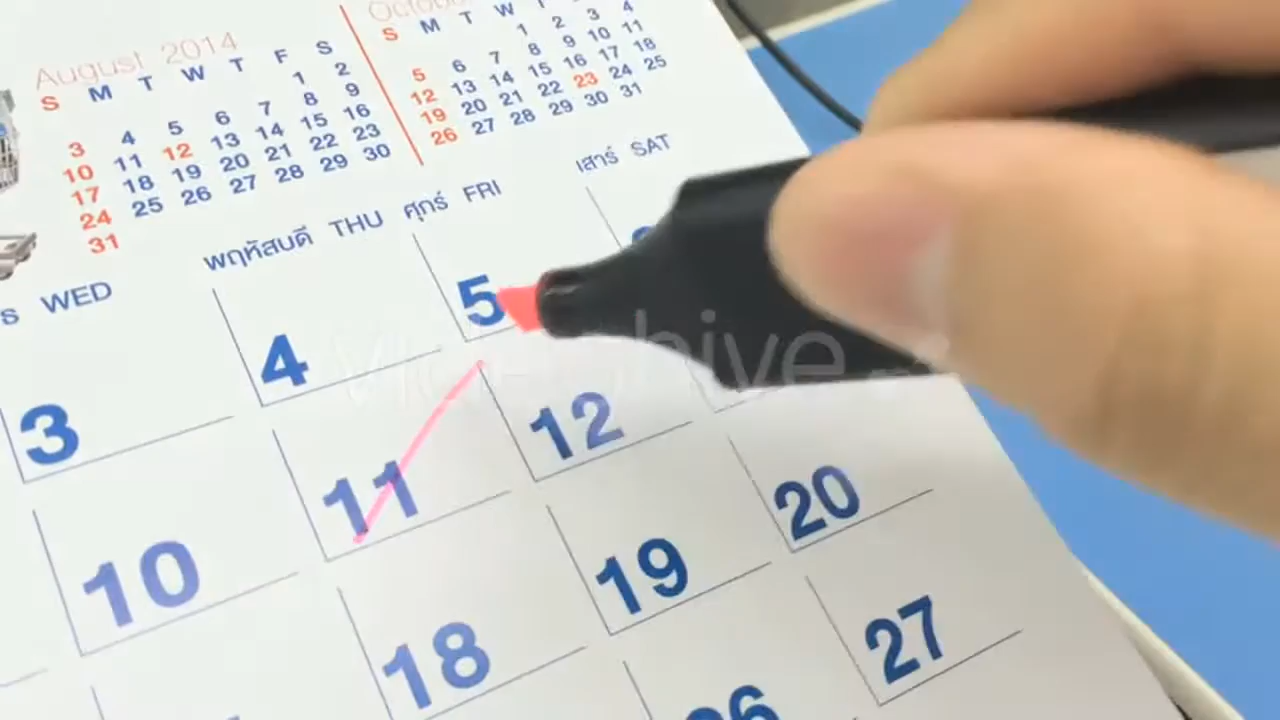 August 2014
S M T W T F S
1 2
3 4 5 6 7 8 9
10 11 12 13 14 15 16
17 18 19 20 21 22 23
24 25 26 27 28 29 30
31
S M T W T
1 2 3 4
5 6 7 8 9 10 11
12 13 14 15 16 17 18
19 20 21 22 23 24 25
26 27 28 29 30 31
WED พฤหัสบดี THU ศุกร์ FRI เสาร์ SAT
3 4 5
10 11 12
18 19 20
26 27
videohive